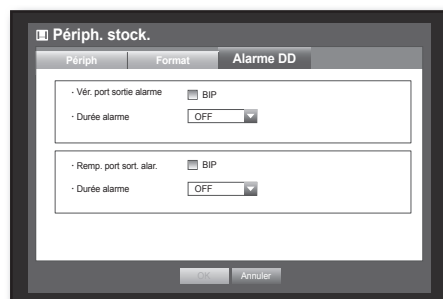 Périph. stock.
Périph Format Alarme DD
· Vér. port sortie alarme BIP
· Durée alarme OFF
· Remp. port sort. alar. BIP
· Durée alarme OFF
OK Annuler